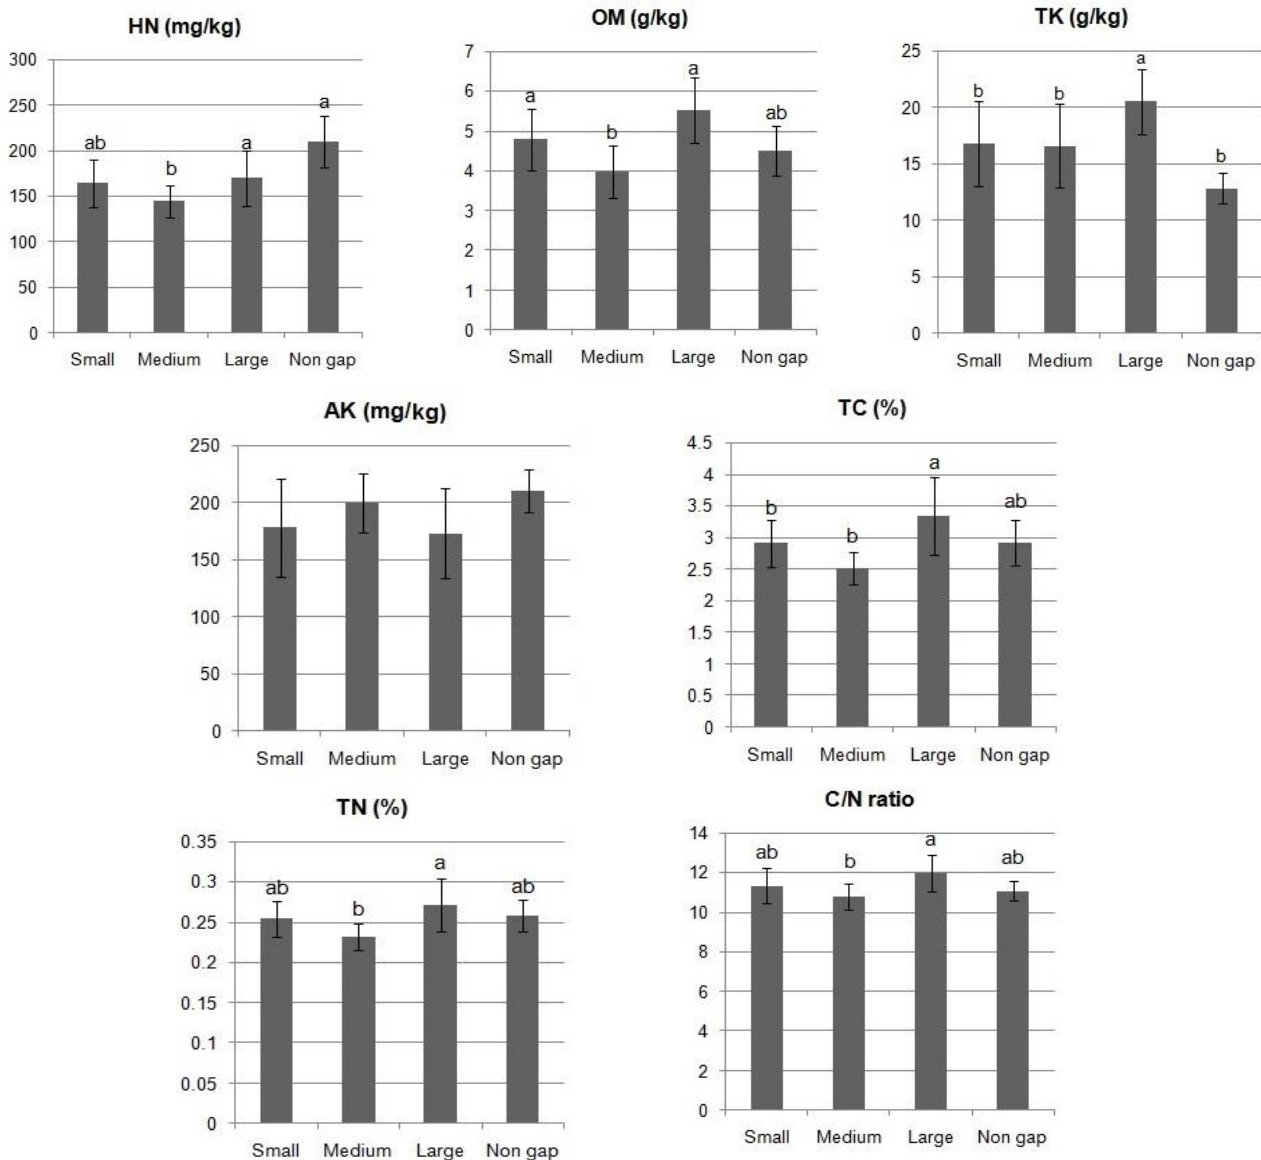 HN (mg/kg)
300
250
200
150
100
50
0
ab
b
a
a
Small Medium Large Non gap
OM (g/kg)
7
6
5
4
3
2
1
0
a
b
a
ab
Small Medium Large Non gap
TK (g/kg)
25
20
15
10
5
0
b
b
a
b
Small Medium Large Non gap
AK (mg/kg)
250
200
150
100
50
0
Small Medium Large Non gap
TC (%)
4.5
4
3.5
3
2.5
2
1.5
1
0.5
0
b
b
a
ab
Small Medium Large Non gap
TN (%)
0.35
0.3
0.25
0.2
0.15
0.1
0.05
0
ab
b
a
ab
Small Medium Large Non gap
C/N ratio
14
12
10
8
6
4
2
0
ab
b
a
ab
Small Medium Large Non gap